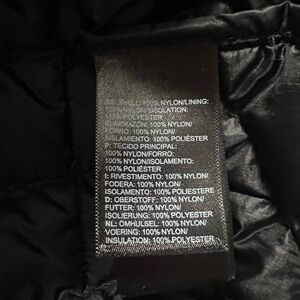 GB: SHELL: 100% NYLON/LINING:
100% NYLON/INSULATION:
100% POLYESTER
E: ARMAZÓN: 100% NYLON/
FORRO: 100% NYLON/
AISLAMIENTO: 100% POLIÉSTER
P: TECIDO PRINCIPAL:
100% NYLON/FORRO:
100% NYLON/ISOLAMENTO:
100% POLIÉSTER
I: RIVESTIMENTO: 100% NYLON/
FODERA: 100% NYLON/
ISOLAMENTO: 100% POLIESTERE
D: OBERSTOFF: 100% NYLON/
FUTTER: 100% NYLON/
ISOLIERUNG: 100% POLYESTER
NL: OMHULSEL: 100% NYLON/
VOERING: 100% NYLON/
INSULATION: 100% POLYESTER